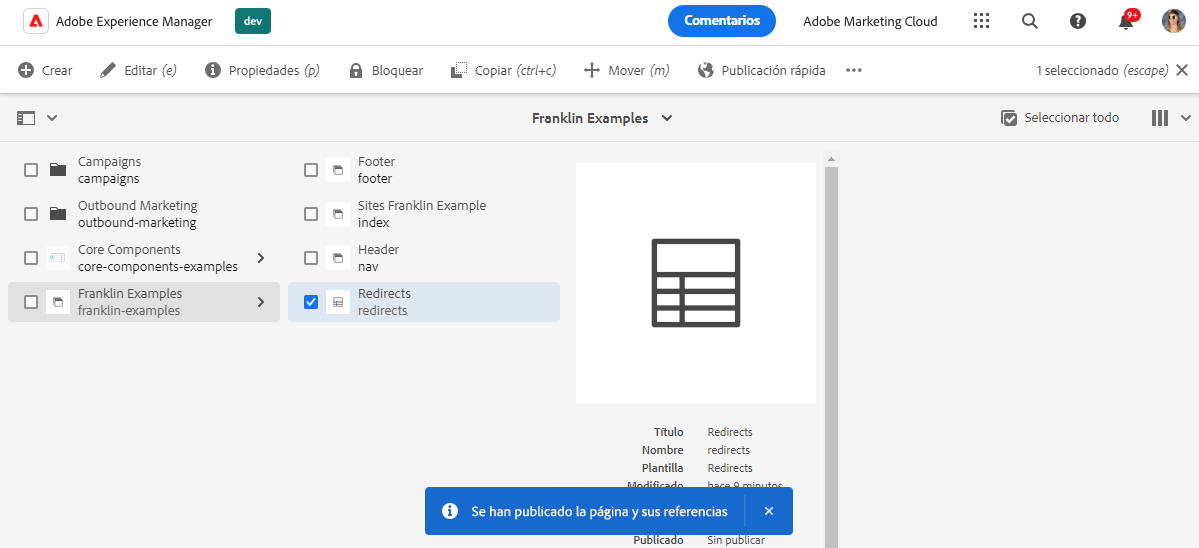 Adobe Experience Manager
dev
Comentarios
Adobe Marketing Cloud
9+
Crear
Editar (e)
Propiedades (p)
Bloquear
Copiar (ctrl+c)
Mover (m)
Publicación rápida
1 seleccionado (escape)
Franklin Examples
Seleccionar todo
Campaigns
campaigns
Outbound Marketing
outbound-marketing
Core Components
core-components-examples
Franklin Examples
franklin-examples
Footer
footer
Sites Franklin Example
index
Header
nav
Redirects
redirects
Título Redirects
Nombre redirects
Plantilla Redirects
Modificado hace 9 minutos
Se han publicado la página y sus referencias
Publicado Sin publicar